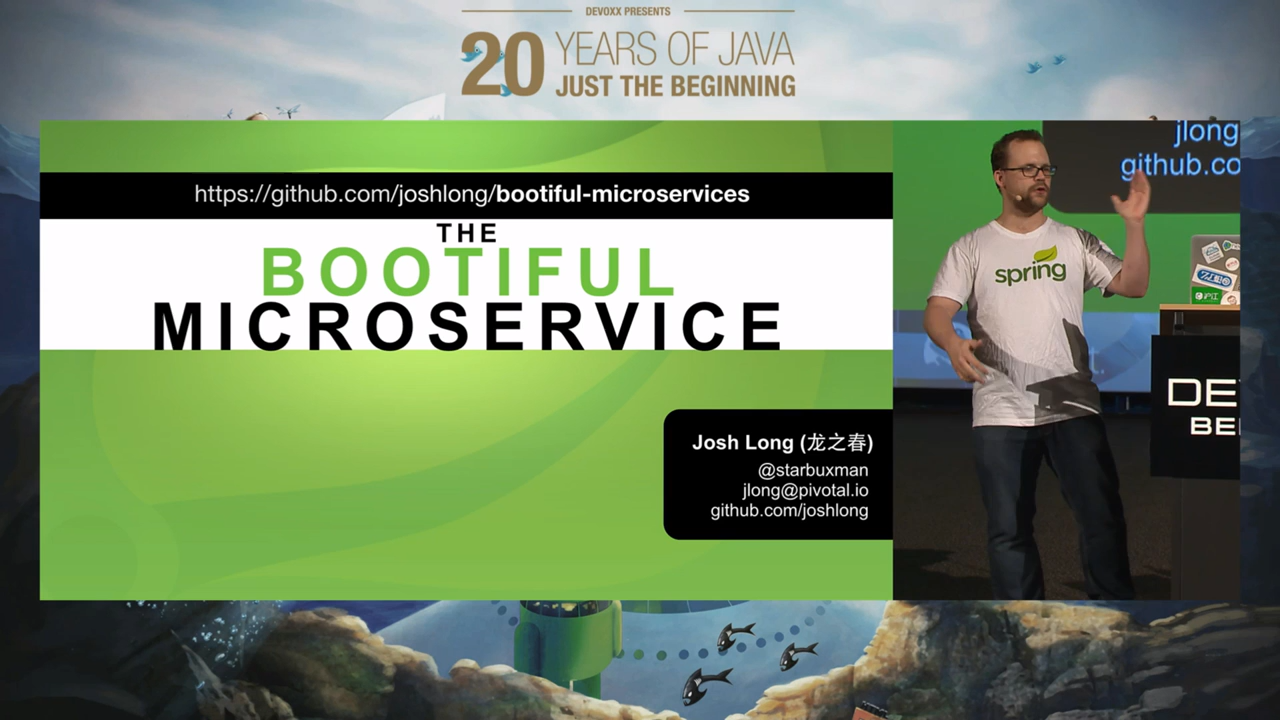 DEVOXX PRESENTS
20 YEARS OF JAVA
JUST THE BEGINNING
https://github.com/joshlong/bootiful-microservices
THE
BOOTIFUL
MICROSERVICE
Josh Long (龙之春)
@starbuxman
jlong@pivotal.io
github.com/joshlong
jlong
github.co
spring
DE
BE